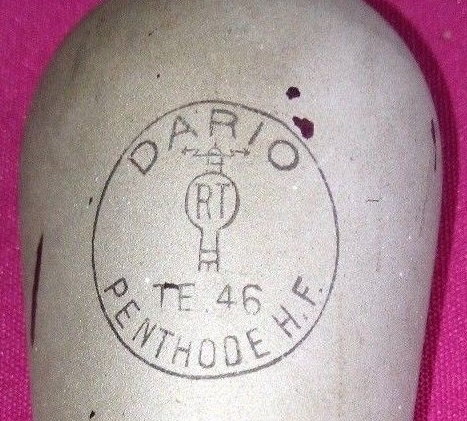 DARIO
RT
TE.46
PENTHODE H.F.